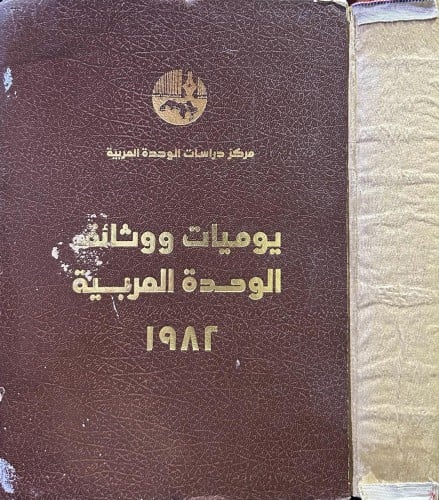 مركز دراسات الوحدة العربية
يوميات ووثائق
الوحدة العربية
١٩٨٢